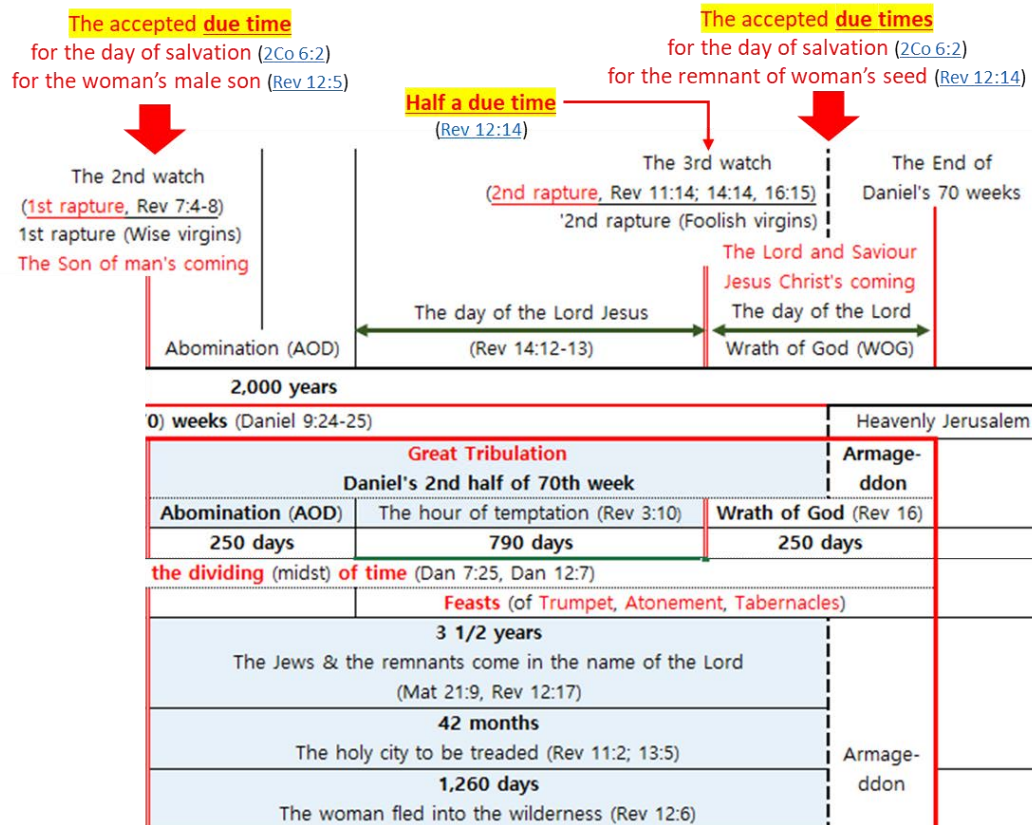 The accepted due time
for the day of salvation (2Co 6:2)
for the woman's male son (Rev 12:5)
The accepted due times
for the day of salvation (2Co 6:2)
for the remnant of woman's seed (Rev 12:14)
Half a due time
(Rev 12:14)
The 2nd watch
(1st rapture, Rev 7:4-8)
1st rapture (Wise virgins)
The Son of man's coming
The 3rd watch
(2nd rapture, Rev 11:14; 14:14, 16:15)
'2nd rapture (Foolish virgins)
The Lord and Saviour
Jesus Christ's coming
The End of
Daniel's 70 weeks
Abomination (AOD)
The day of the Lord Jesus
(Rev 14:12-13)
The day of the Lord
Wrath of God (WOG)
2,000 years
0) weeks (Daniel 9:24-25)
Heavenly Jerusalem
Great Tribulation
Daniel's 2nd half of 70th week
Armage-
ddon
Abomination (AOD)
The hour of temptation (Rev 3:10)
Wrath of God (Rev 16)
250 days
790 days
250 days
the dividing (midst) of time (Dan 7:25, Dan 12:7)
Feasts (of Trumpet, Atonement, Tabernacles)
3 1/2 years
The Jews & the remnants come in the name of the Lord
(Mat 21:9, Rev 12:17)
42 months
The holy city to be treaded (Rev 11:2; 13:5)
1,260 days
The woman fled into the wilderness (Rev 12:6)
Armage-
ddon